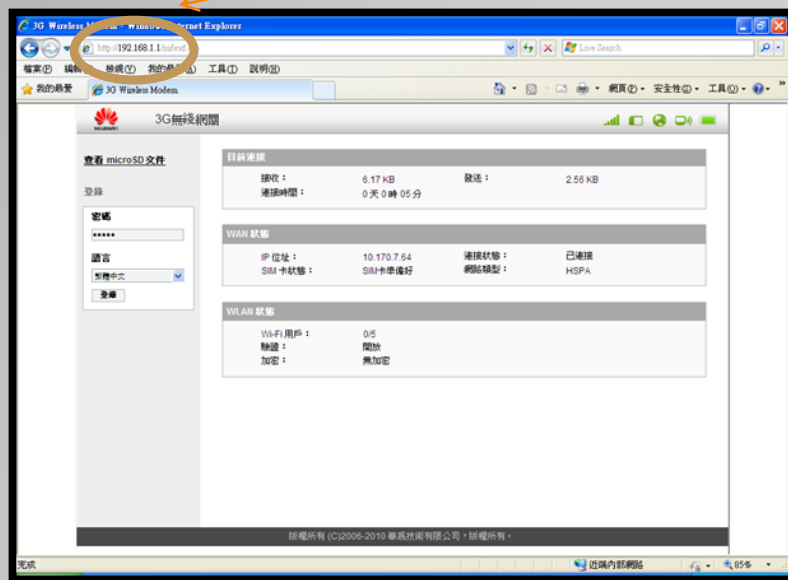 3G Wireless Modem - Windows Internet Explorer
http://192.168.1.1/
Live Search
檔案(F) 檢視(V) 工具(T) 說明(H)
我的最愛 3G Wireless Modem 網頁(P) 安全性(S) 工具(O)
HUAWEI 3G無綫網關
查看 microSD 文件
登錄
密碼
*****
語言
繁體中文
登錄
目前連接
接收: 6.17 KB 發送: 2.56 KB
連接時間: 0 天 0 時 05 分
WAN 狀態
IP 位址: 10.170.7.64 連接狀態: 已連接
SIM 卡狀態: SIM卡準備好 網路類型: HSPA
WLAN 狀態
Wi-Fi 用戶: 0/5
驗證: 開放
加密: 無加密
版權所有 (C)2006-2010 華為技術有限公司,版權所有。
完成 近端內部網路 85%